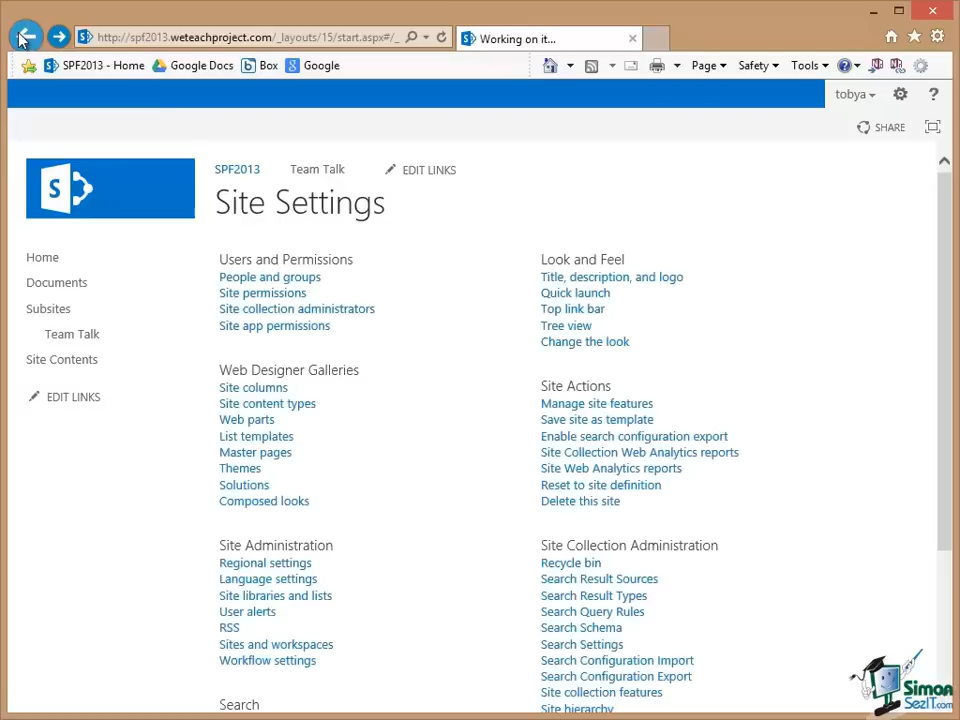 http://spf2013.weteachproject.com/_layouts/15/start.aspx#/_
Working on it...
SPF2013 - Home
Google Docs
Box
Google
Page
Safety
Tools
tobya
?
SHARE
S
SPF2013
Team Talk
EDIT LINKS
Site Settings
Home
Documents
Subsites
Team Talk
Site Contents
EDIT LINKS
Users and Permissions
People and groups
Site permissions
Site collection administrators
Site app permissions
Web Designer Galleries
Site columns
Site content types
Web parts
List templates
Master pages
Themes
Solutions
Composed looks
Site Administration
Regional settings
Language settings
Site libraries and lists
User alerts
RSS
Sites and workspaces
Workflow settings
Search
Look and Feel
Title, description, and logo
Quick launch
Top link bar
Tree view
Change the look
Site Actions
Manage site features
Save site as template
Enable search configuration export
Site Collection Web Analytics reports
Site Web Analytics reports
Reset to site definition
Delete this site
Site Collection Administration
Recycle bin
Search Result Sources
Search Result Types
Search Query Rules
Search Schema
Search Settings
Search Configuration Import
Search Configuration Export
Site collection features
Site hierarchy
Simon
SezIT.com